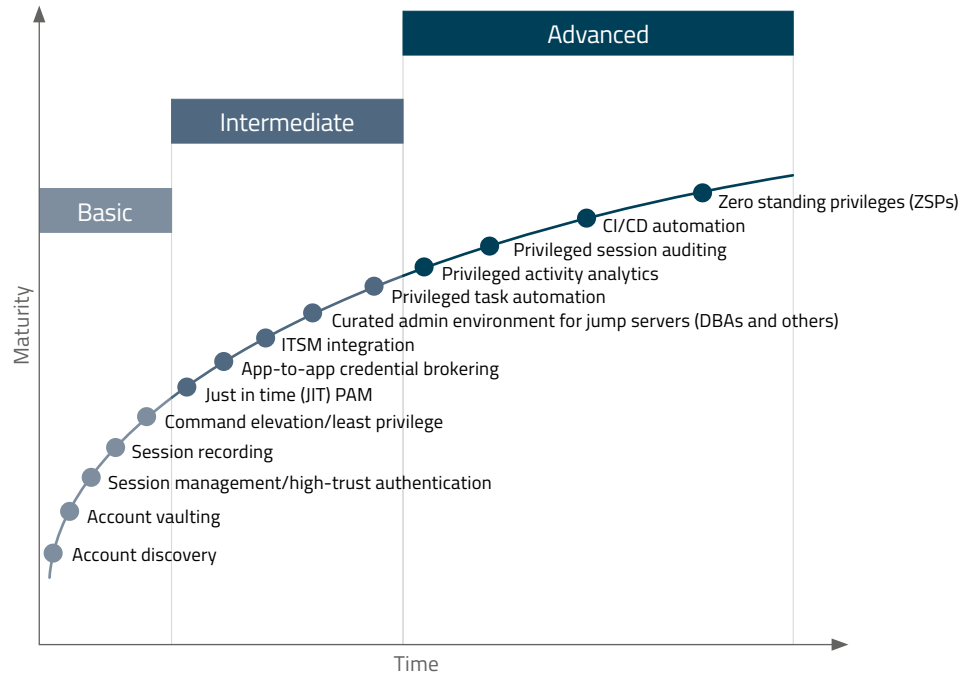 Advanced
Intermediate
Basic
Zero standing privileges (ZSPs)
CI/CD automation
Privileged session auditing
Privileged activity analytics
Privileged task automation
Curated admin environment for jump servers (DBAs and others)
ITSM integration
App-to-app credential brokering
Just in time (JIT) PAM
Command elevation/least privilege
Session recording
Session management/high-trust authentication
Account vaulting
Account discovery
Maturity
Time